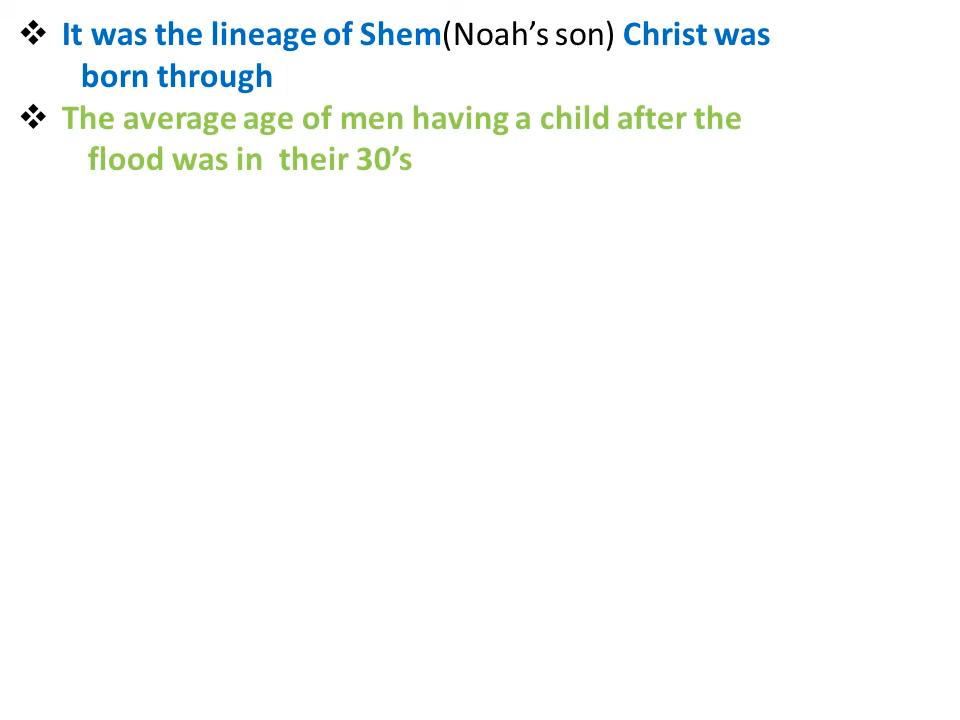 ❖ It was the lineage of Shem(Noah’s son) Christ was
born through
❖ The average age of men having a child after the
flood was in  their 30’s